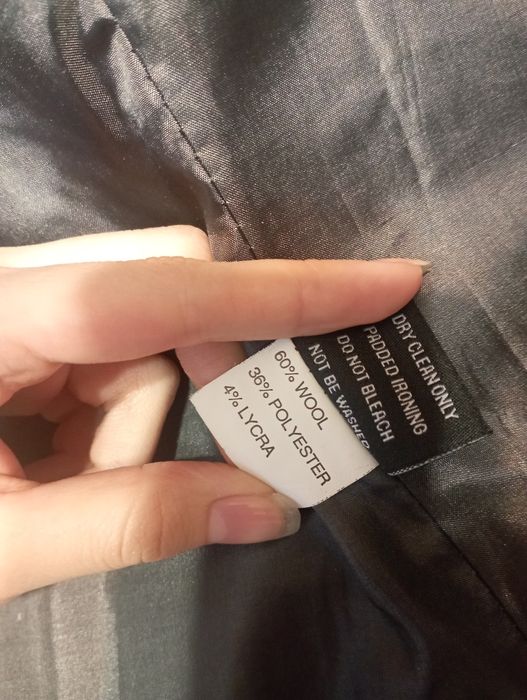 60% WOOL
36% POLYESTER
4% LYCRA
DRY CLEAN ONLY
PADDED IRONING
DO NOT BLEACH
NOT BE WASHED